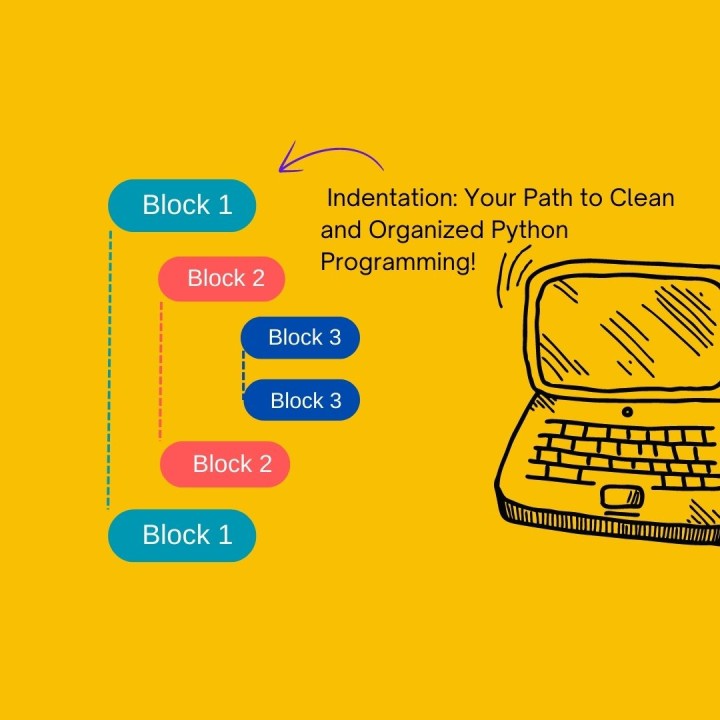 Block 1
Indentation: Your Path to Clean
and Organized Python
Programming!
Block 2
Block 3
Block 3
Block 2
Block 1